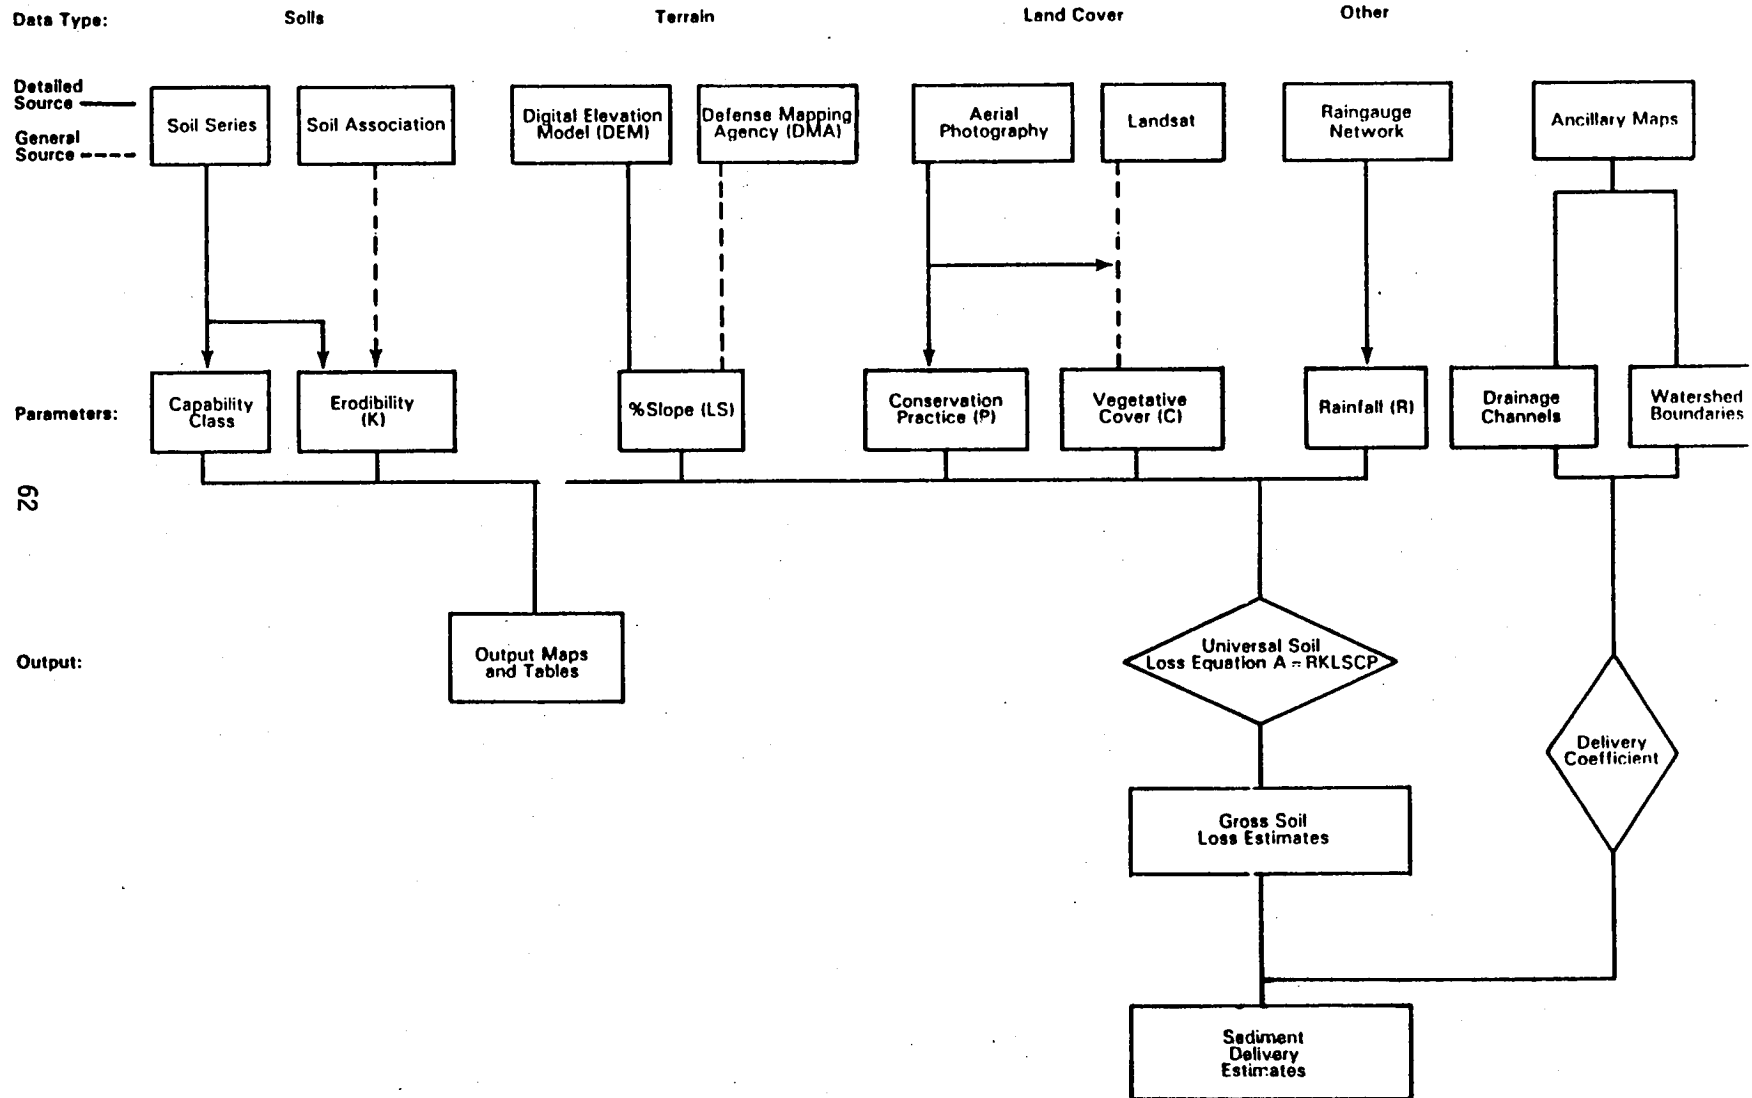 Data Type:
Soils
Terrain
Land Cover
Other
Detailed
Source
General
Source
Soil Series
Soil Association
Digital Elevation
Model (DEM)
Defense Mapping
Agency (DMA)
Aerial
Photography
Landsat
Raingauge
Network
Ancillary Maps
Parameters:
Capability
Class
Erodibility
(K)
%Slope (LS)
Conservation
Practice (P)
Vegetative
Cover (C)
Rainfall (R)
Drainage
Channels
Watershed
Boundaries
62
Output:
Output Maps
and Tables
Universal Soil
Loss Equation A = RKLSCP
Delivery
Coefficient
Gross Soil
Loss Estimates
Sediment
Delivery
Estimates